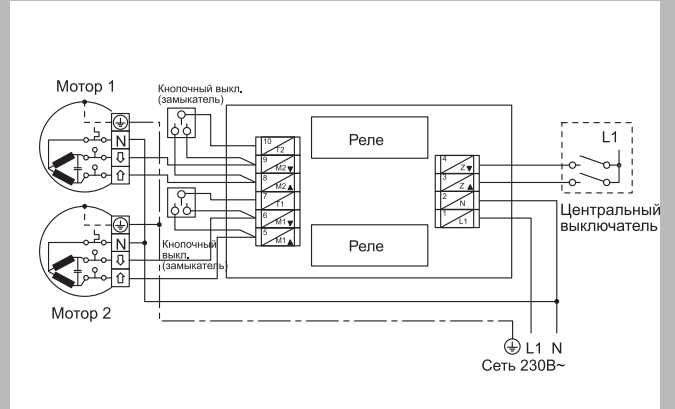 Мотор 1
Кнопочный выкл.
(замыкатель)
N
10
T2
9
M2▼
8
M2▲
7
T1
6
M1▼
5
M1▲
Реле
Реле
4
Z▼
3
Z▲
2
N
1
L1
L1
Центральный
выключатель
N
Кнопочный
выкл.
(замыкатель)
Мотор 2
L1 N
Сеть 230В~